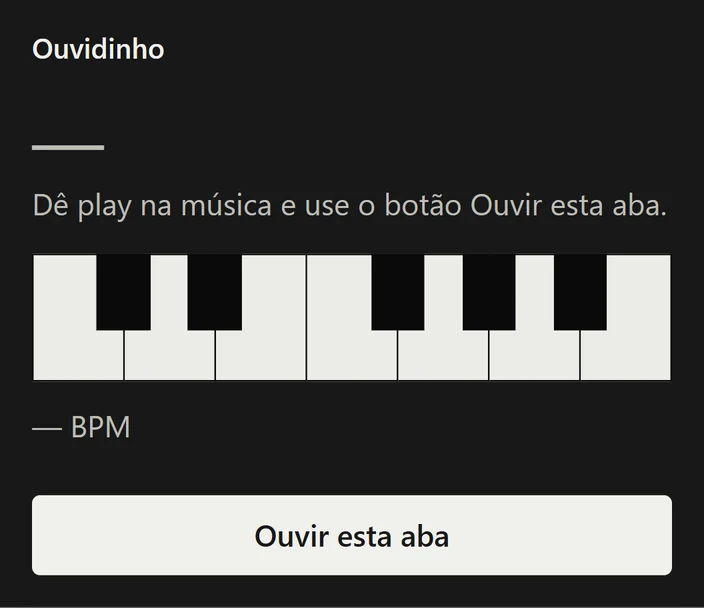 Ouvidinho
—
Dê play na música e use o botão Ouvir esta aba.
— BPM
Ouvir esta aba